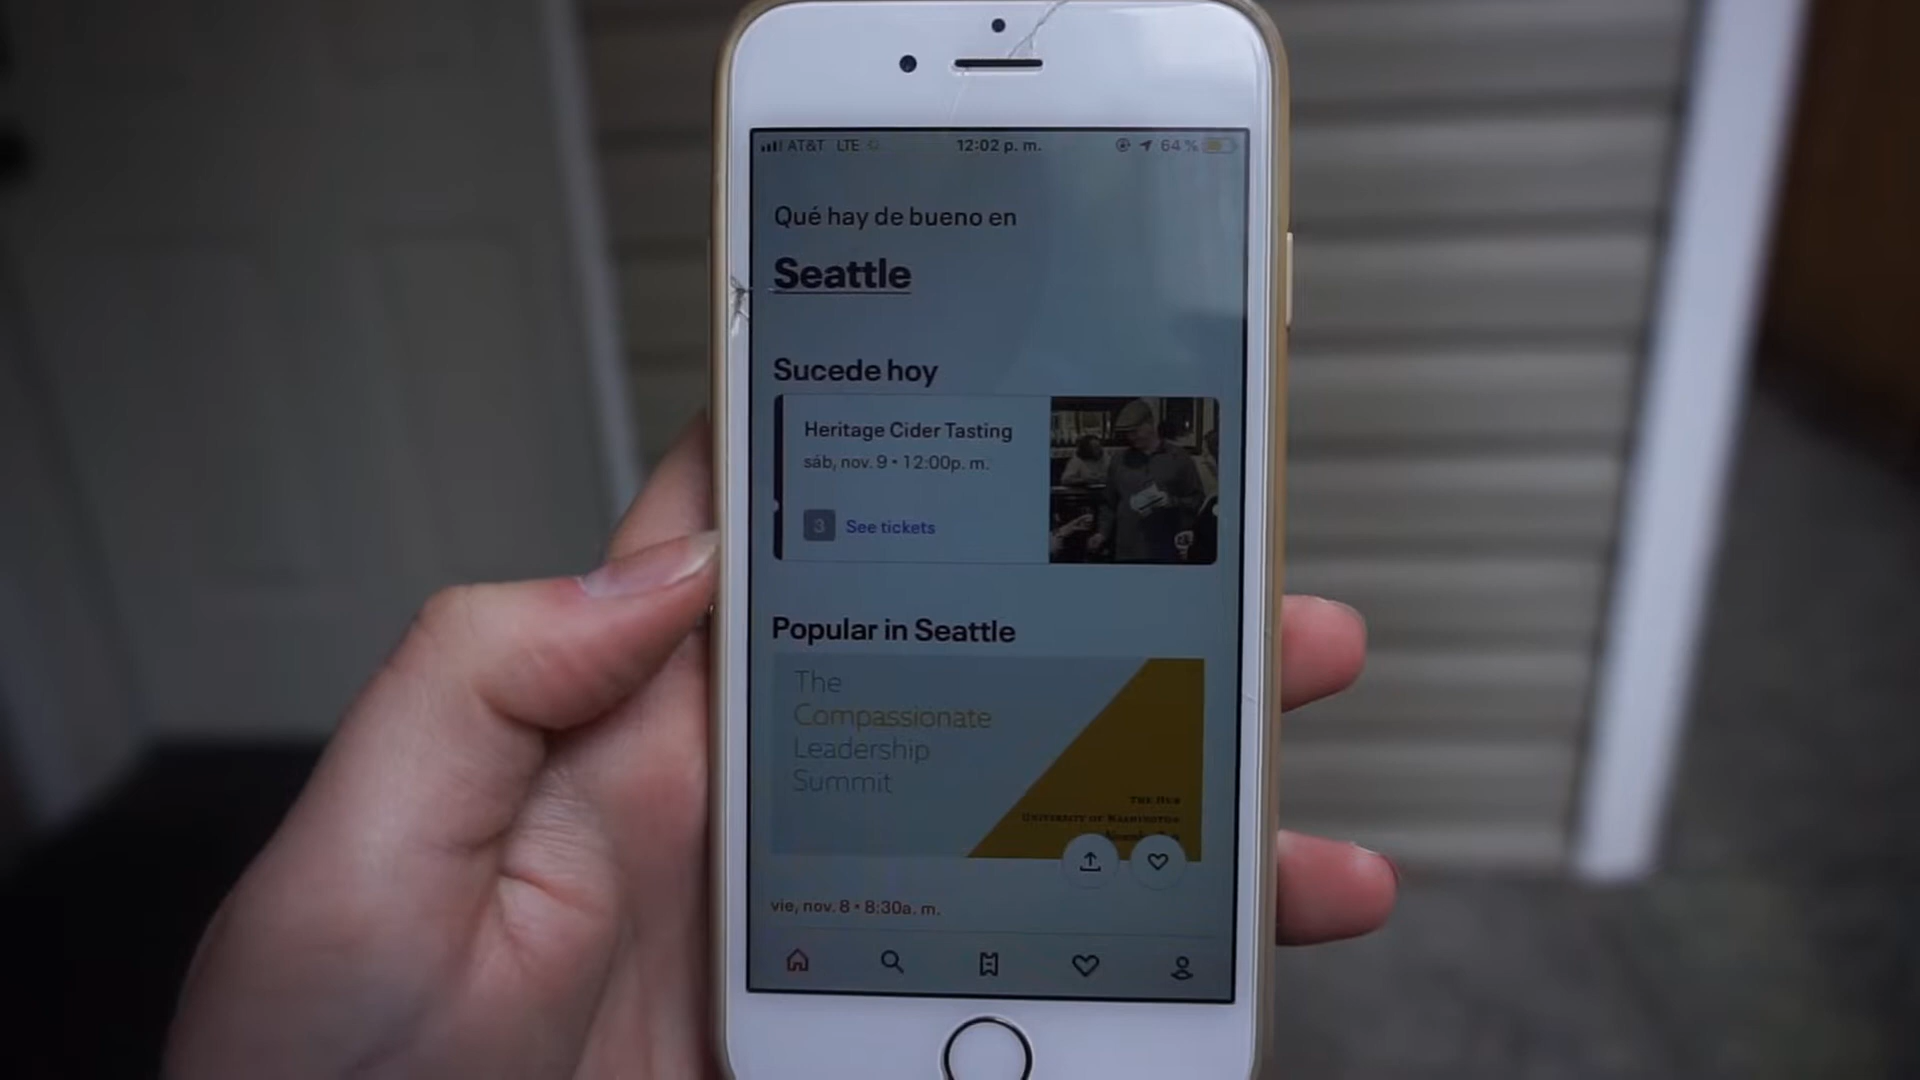 AT&T LTE 12:02 p. m. 64 %
Qué hay de bueno en
Seattle
Sucede hoy
Heritage Cider Tasting
sáb, nov. 9 • 12:00p. m.
3 See tickets
Popular in Seattle
The
Compassionate
Leadership
Summit
THE HUB
UNIVERSITY OF WASHINGTON
vie, nov. 8 • 8:30a. m.